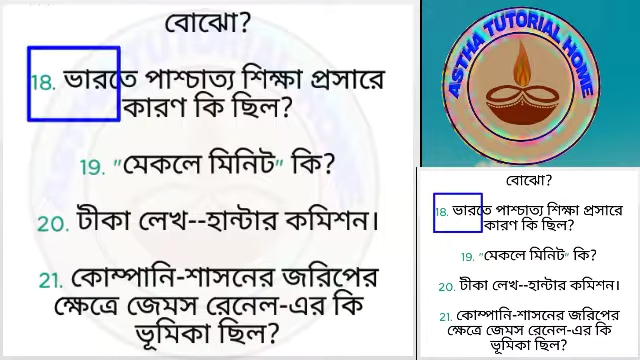 বোঝো?
18. ভারতে পাশ্চাত্য শিক্ষা প্রসারে
কারণ কি ছিল?
19. "মেকলে মিনিট" কি?
20. টীকা লেখ--হান্টার কমিশন।
21. কোম্পানি-শাসনের জরিপের
ক্ষেত্রে জেমস রেনেল-এর কি
ভূমিকা ছিল?
ASTHA TUTORIAL HOME
বোঝো?
18. ভারতে পাশ্চাত্য শিক্ষা প্রসারে
কারণ কি ছিল?
19. "মেকলে মিনিট" কি?
20. টীকা লেখ--হান্টার কমিশন।
21. কোম্পানি-শাসনের জরিপের
ক্ষেত্রে জেমস রেনেল-এর কি
ভূমিকা ছিল?